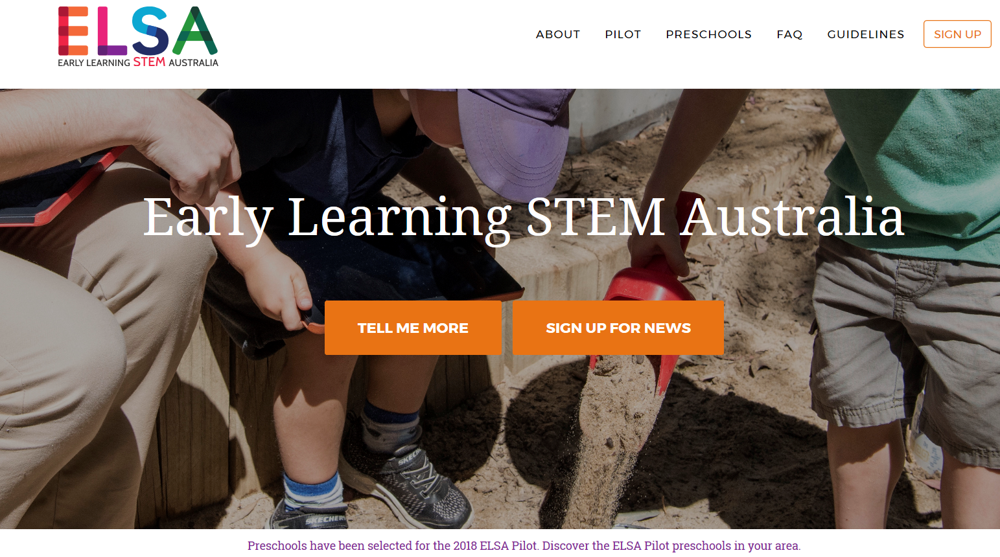 ELSA
EARLY LEARNING STEM AUSTRALIA
ABOUT PILOT PRESCHOOLS FAQ GUIDELINES SIGN UP
Early Learning STEM Australia
TELL ME MORE SIGN UP FOR NEWS
SKECHERS
SKECHERS
Preschools have been selected for the 2018 ELSA Pilot. Discover the ELSA Pilot preschools in your area.